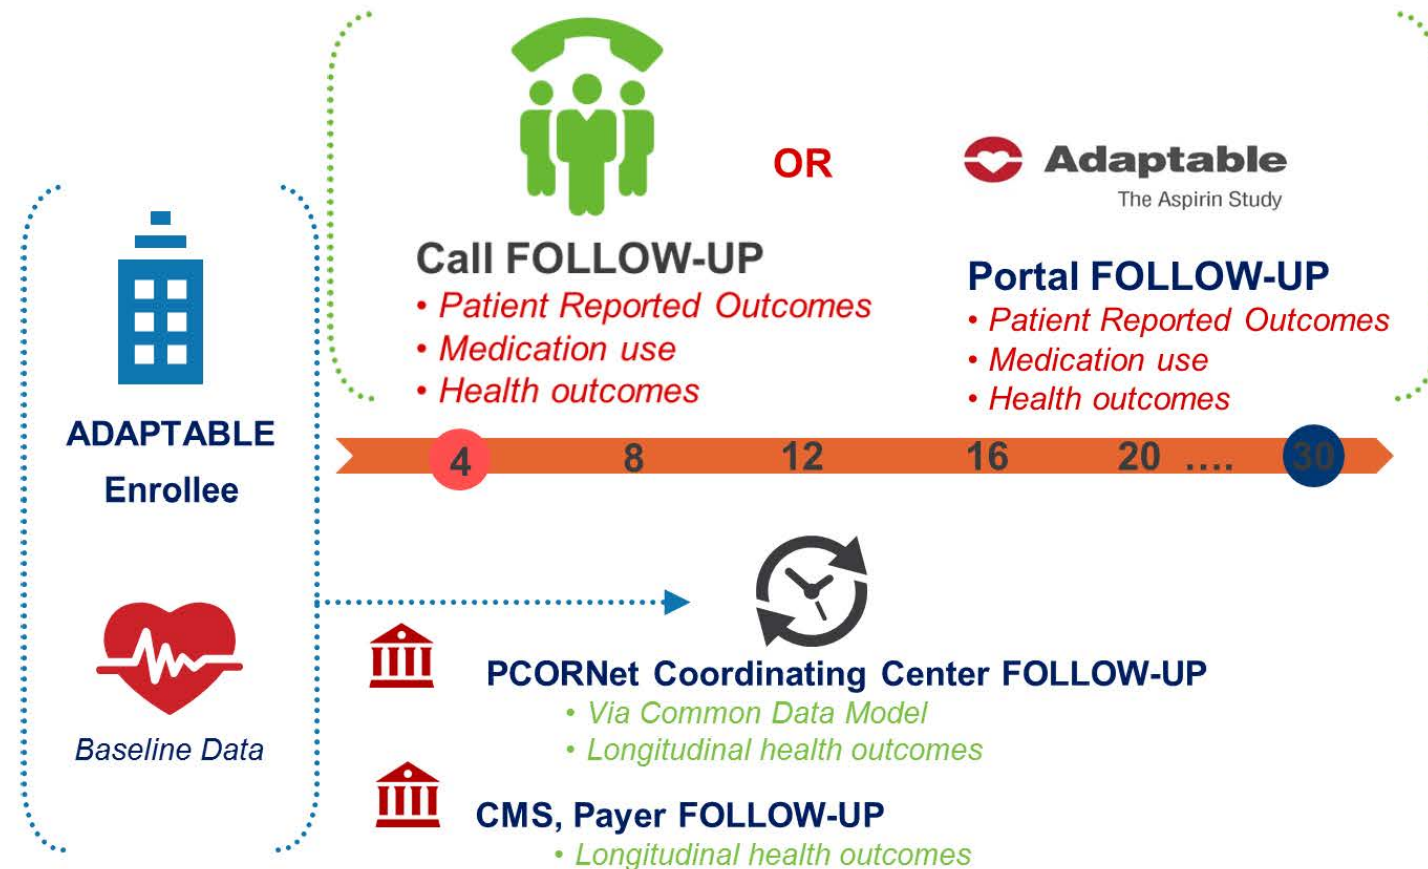 OR
Adaptable
The Aspirin Study
Call FOLLOW-UP
• Patient Reported Outcomes
• Medication use
• Health outcomes
Portal FOLLOW-UP
• Patient Reported Outcomes
• Medication use
• Health outcomes
ADAPTABLE
Enrollee
4 8 12 16 20 .... 30
Baseline Data
PCORNet Coordinating Center FOLLOW-UP
• Via Common Data Model
• Longitudinal health outcomes
CMS, Payer FOLLOW-UP
• Longitudinal health outcomes